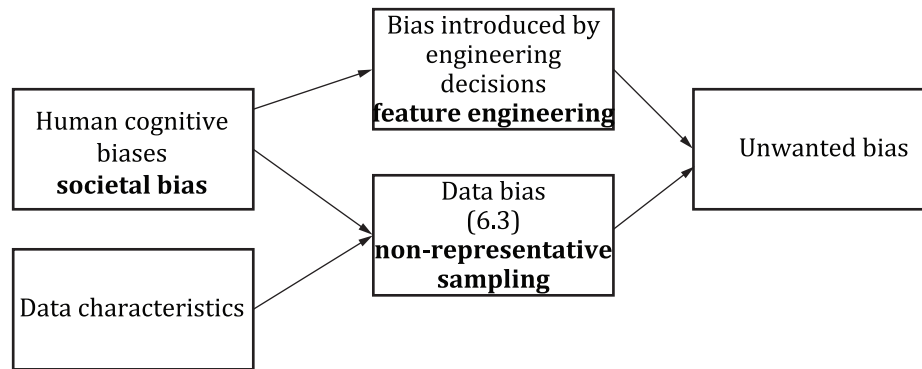 Human cognitive
biases
societal bias
Data characteristics
Bias introduced by
engineering
decisions
feature engineering
Data bias
(6.3)
non-representative
sampling
Unwanted bias